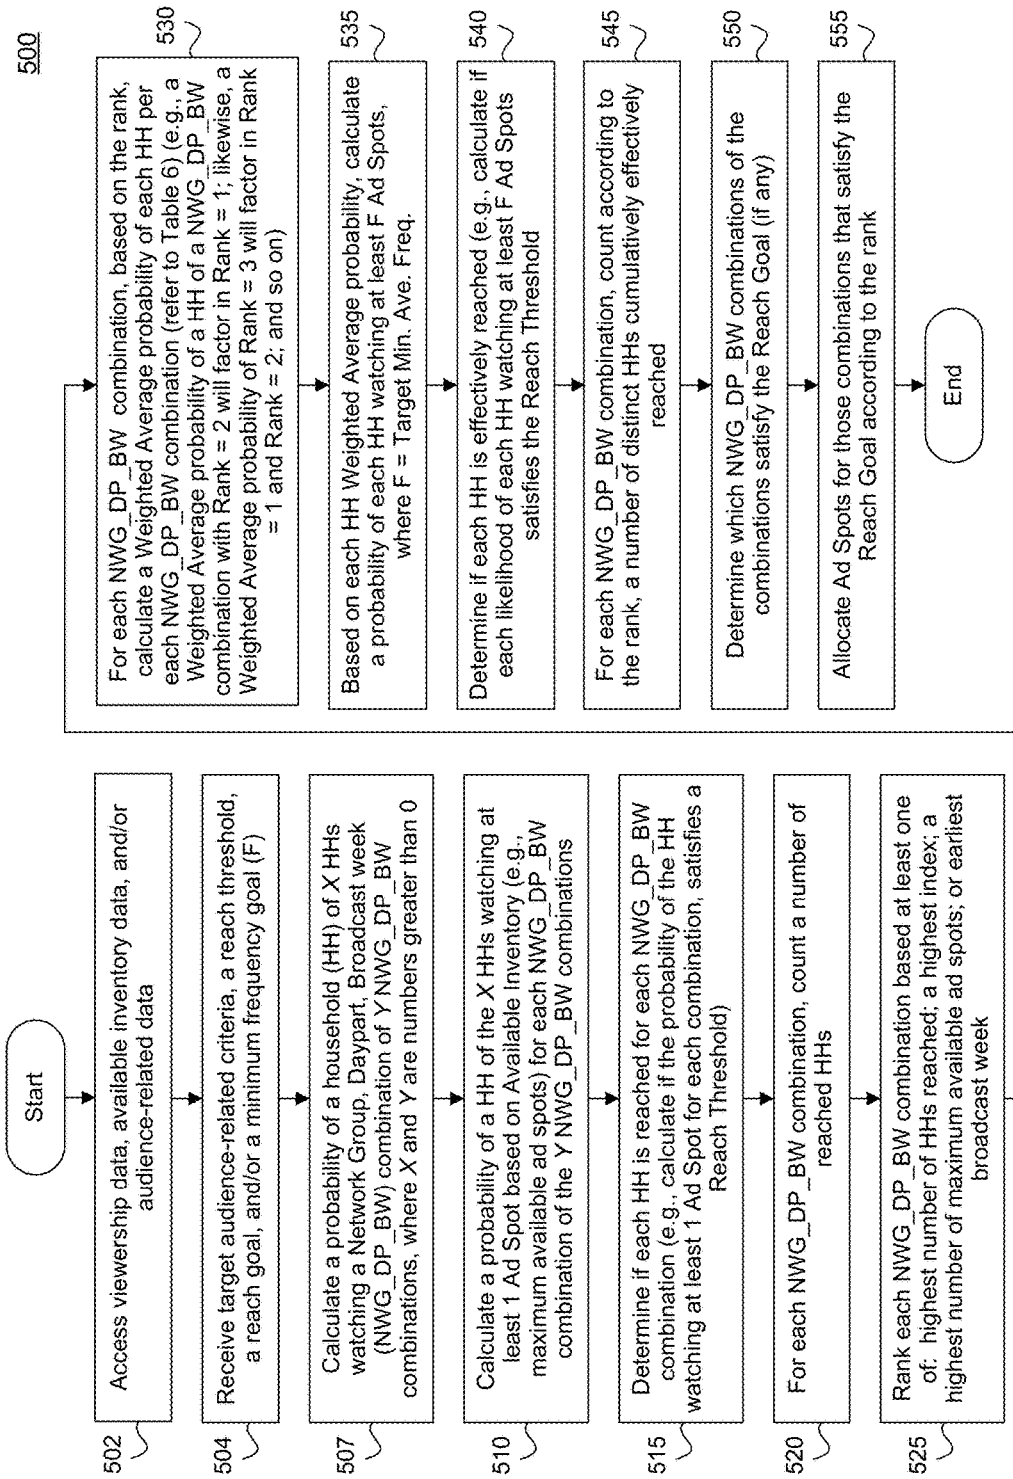 500
Start
502
Access viewership data, available inventory data, and/or
audience-related data
504
Receive target audience-related criteria, a reach threshold,
a reach goal, and/or a minimum frequency goal (F)
507
Calculate a probability of a household (HH) of X HHs
watching a Network Group, Daypart, Broadcast week
(NWG_DP_BW) combination of Y NWG_DP_BW
combinations, where X and Y are numbers greater than 0
510
Calculate a probability of a HH of the X HHs watching at
least 1 Ad Spot based on Available Inventory (e.g.,
maximum available ad spots) for each NWG_DP_BW
combination of the Y NWG_DP_BW combinations
515
Determine if each HH is reached for each NWG_DP_BW
combination (e.g., calculate if the probability of the HH
watching at least 1 Ad Spot for each combination, satisfies a
Reach Threshold)
520
For each NWG_DP_BW combination, count a number of
reached HHs
525
Rank each NWG_DP_BW combination based at least one
of: highest number of HHs reached; a highest index; a
highest number of maximum available ad spots; or earliest
broadcast week
530
For each NWG_DP_BW combination, based on the rank,
calculate a Weighted Average probability of each HH per
each NWG_DP_BW combination (refer to Table 6) (e.g., a
Weighted Average probability of a HH of a NWG_DP_BW
combination with Rank = 2 will factor in Rank = 1; likewise, a
Weighted Average probability of Rank = 3 will factor in Rank
= 1 and Rank = 2; and so on)
535
Based on each HH Weighted Average probability, calculate
a probability of each HH watching at least F Ad Spots,
where F = Target Min. Ave. Freq.
540
Determine if each HH is effectively reached (e.g., calculate if
each likelihood of each HH watching at least F Ad Spots
satisfies the Reach Threshold
545
For each NWG_DP_BW combination, count according to
the rank, a number of distinct HHs cumulatively effectively
reached
550
Determine which NWG_DP_BW combinations of the
combinations satisfy the Reach Goal (if any)
555
Allocate Ad Spots for those combinations that satisfy the
Reach Goal according to the rank
End